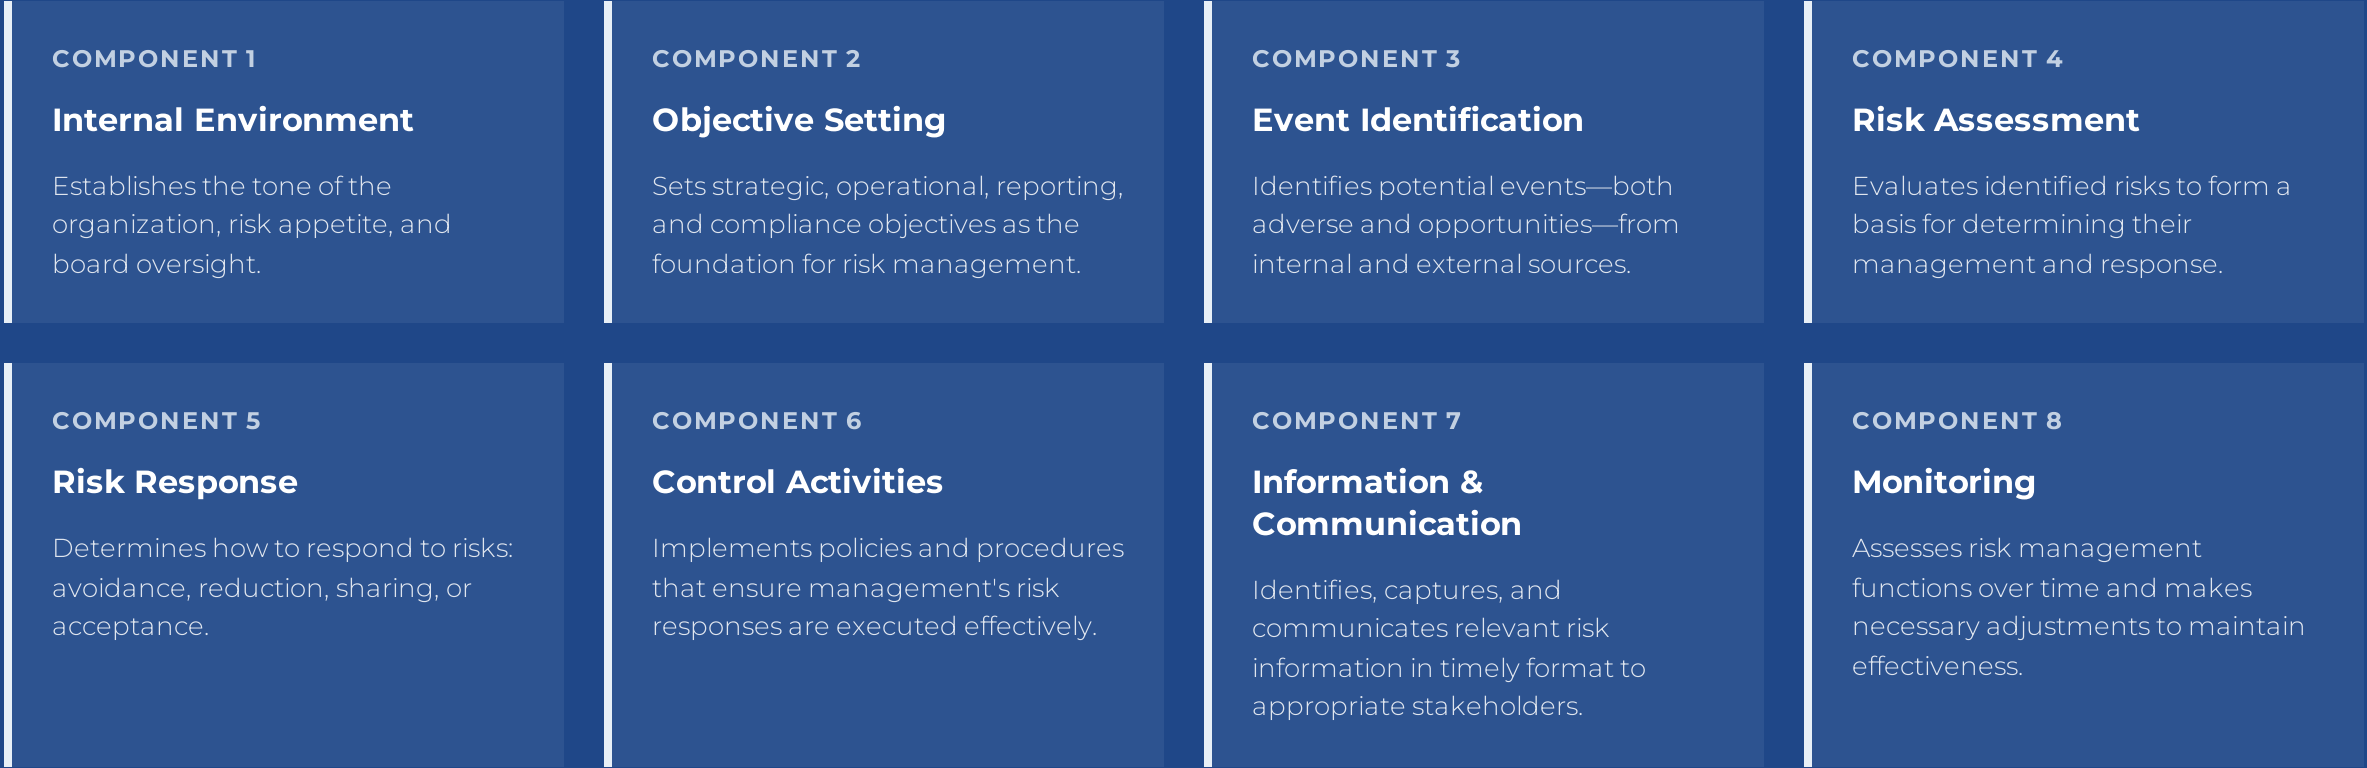 COMPONENT 1
Internal Environment
Establishes the tone of the
organization, risk appetite, and
board oversight.
COMPONENT 2
Objective Setting
Sets strategic, operational, reporting,
and compliance objectives as the
foundation for risk management.
COMPONENT 3
Event Identification
Identifies potential events—both
adverse and opportunities—from
internal and external sources.
COMPONENT 4
Risk Assessment
Evaluates identified risks to form a
basis for determining their
management and response.
COMPONENT 5
Risk Response
Determines how to respond to risks:
avoidance, reduction, sharing, or
acceptance.
COMPONENT 6
Control Activities
Implements policies and procedures
that ensure management's risk
responses are executed effectively.
COMPONENT 7
Information &
Communication
Identifies, captures, and
communicates relevant risk
information in timely format to
appropriate stakeholders.
COMPONENT 8
Monitoring
Assesses risk management
functions over time and makes
necessary adjustments to maintain
effectiveness.